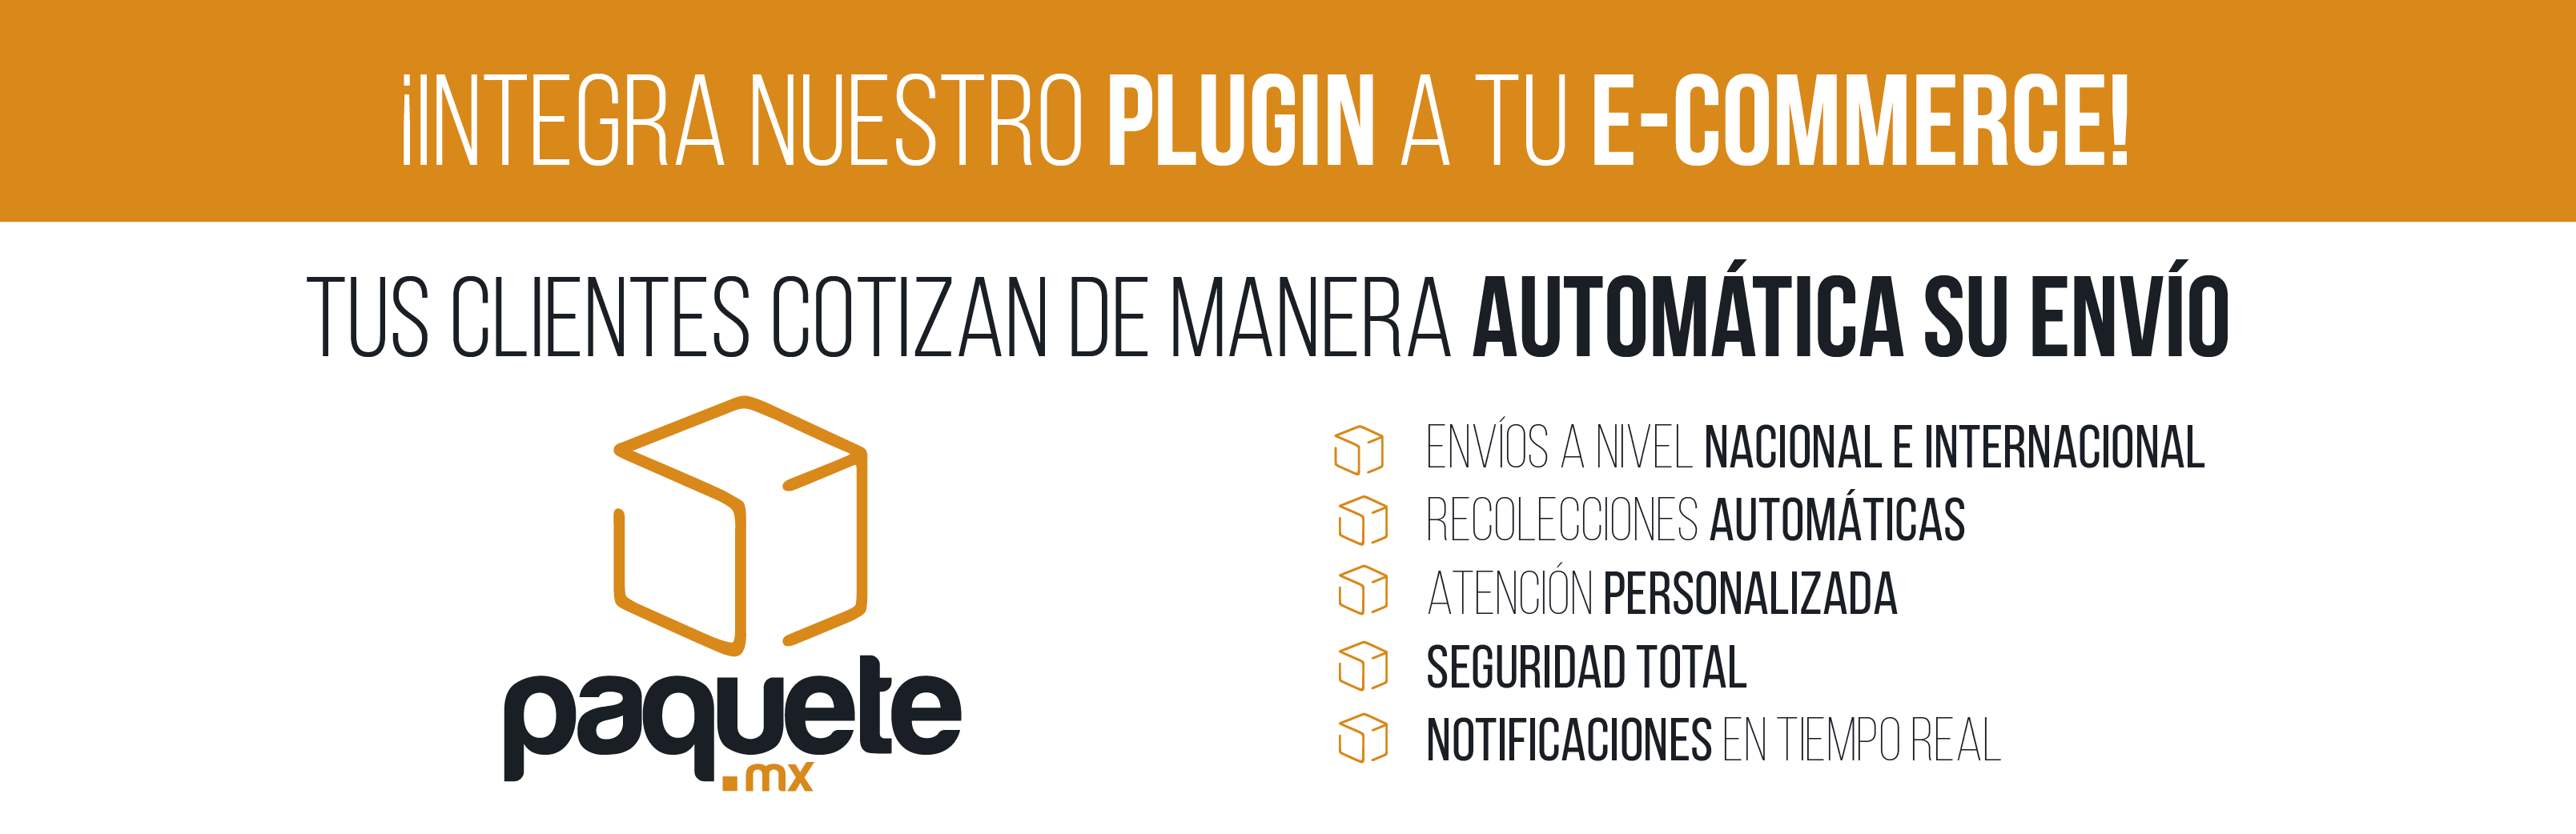 ¡INTEGRA NUESTRO PLUGIN A TU E-COMMERCE!
TUS CLIENTES COTIZAN DE MANERA AUTOMÁTICA SU ENVÍO
paquete
.mx
ENVÍOS A NIVEL NACIONAL E INTERNACIONAL
RECOLECCIONES AUTOMÁTICAS
ATENCIÓN PERSONALIZADA
SEGURIDAD TOTAL
NOTIFICACIONES EN TIEMPO REAL